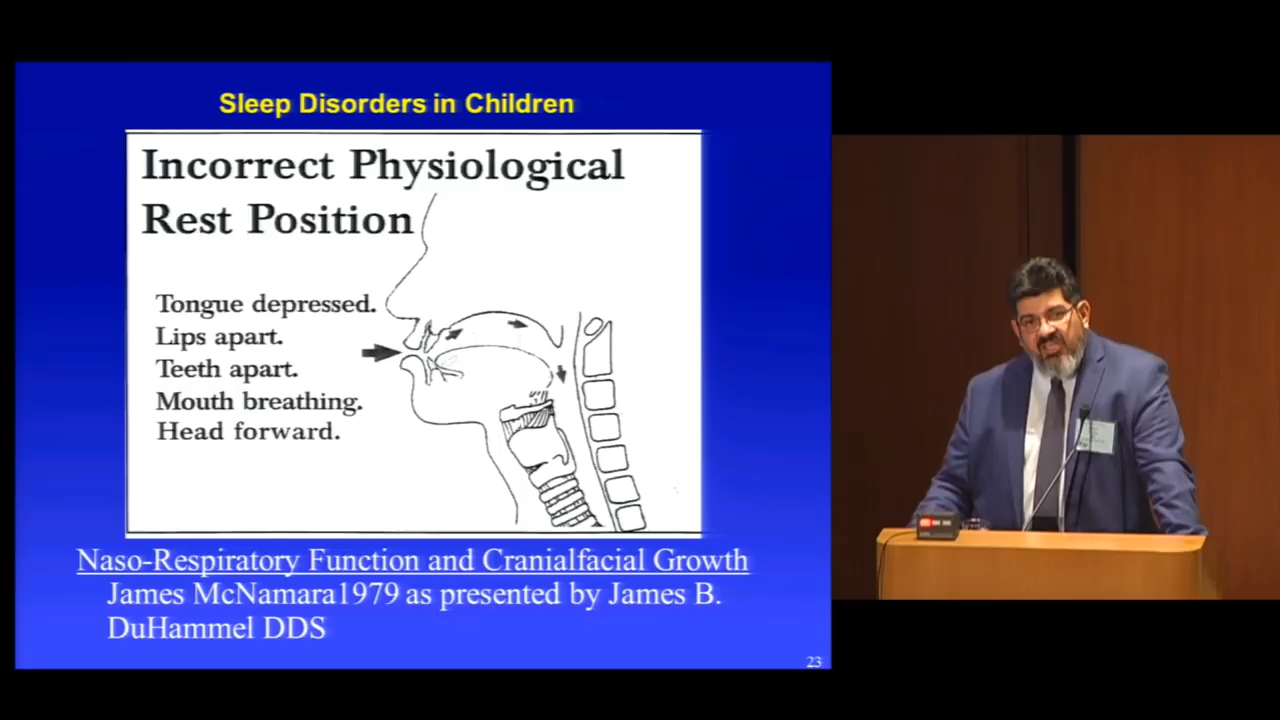 Sleep Disorders in Children
Incorrect Physiological
Rest Position
Tongue depressed.
Lips apart.
Teeth apart.
Mouth breathing.
Head forward.
Naso-Respiratory Function and Cranialfacial Growth
James McNamara1979 as presented by James B.
DuHammel DDS
23